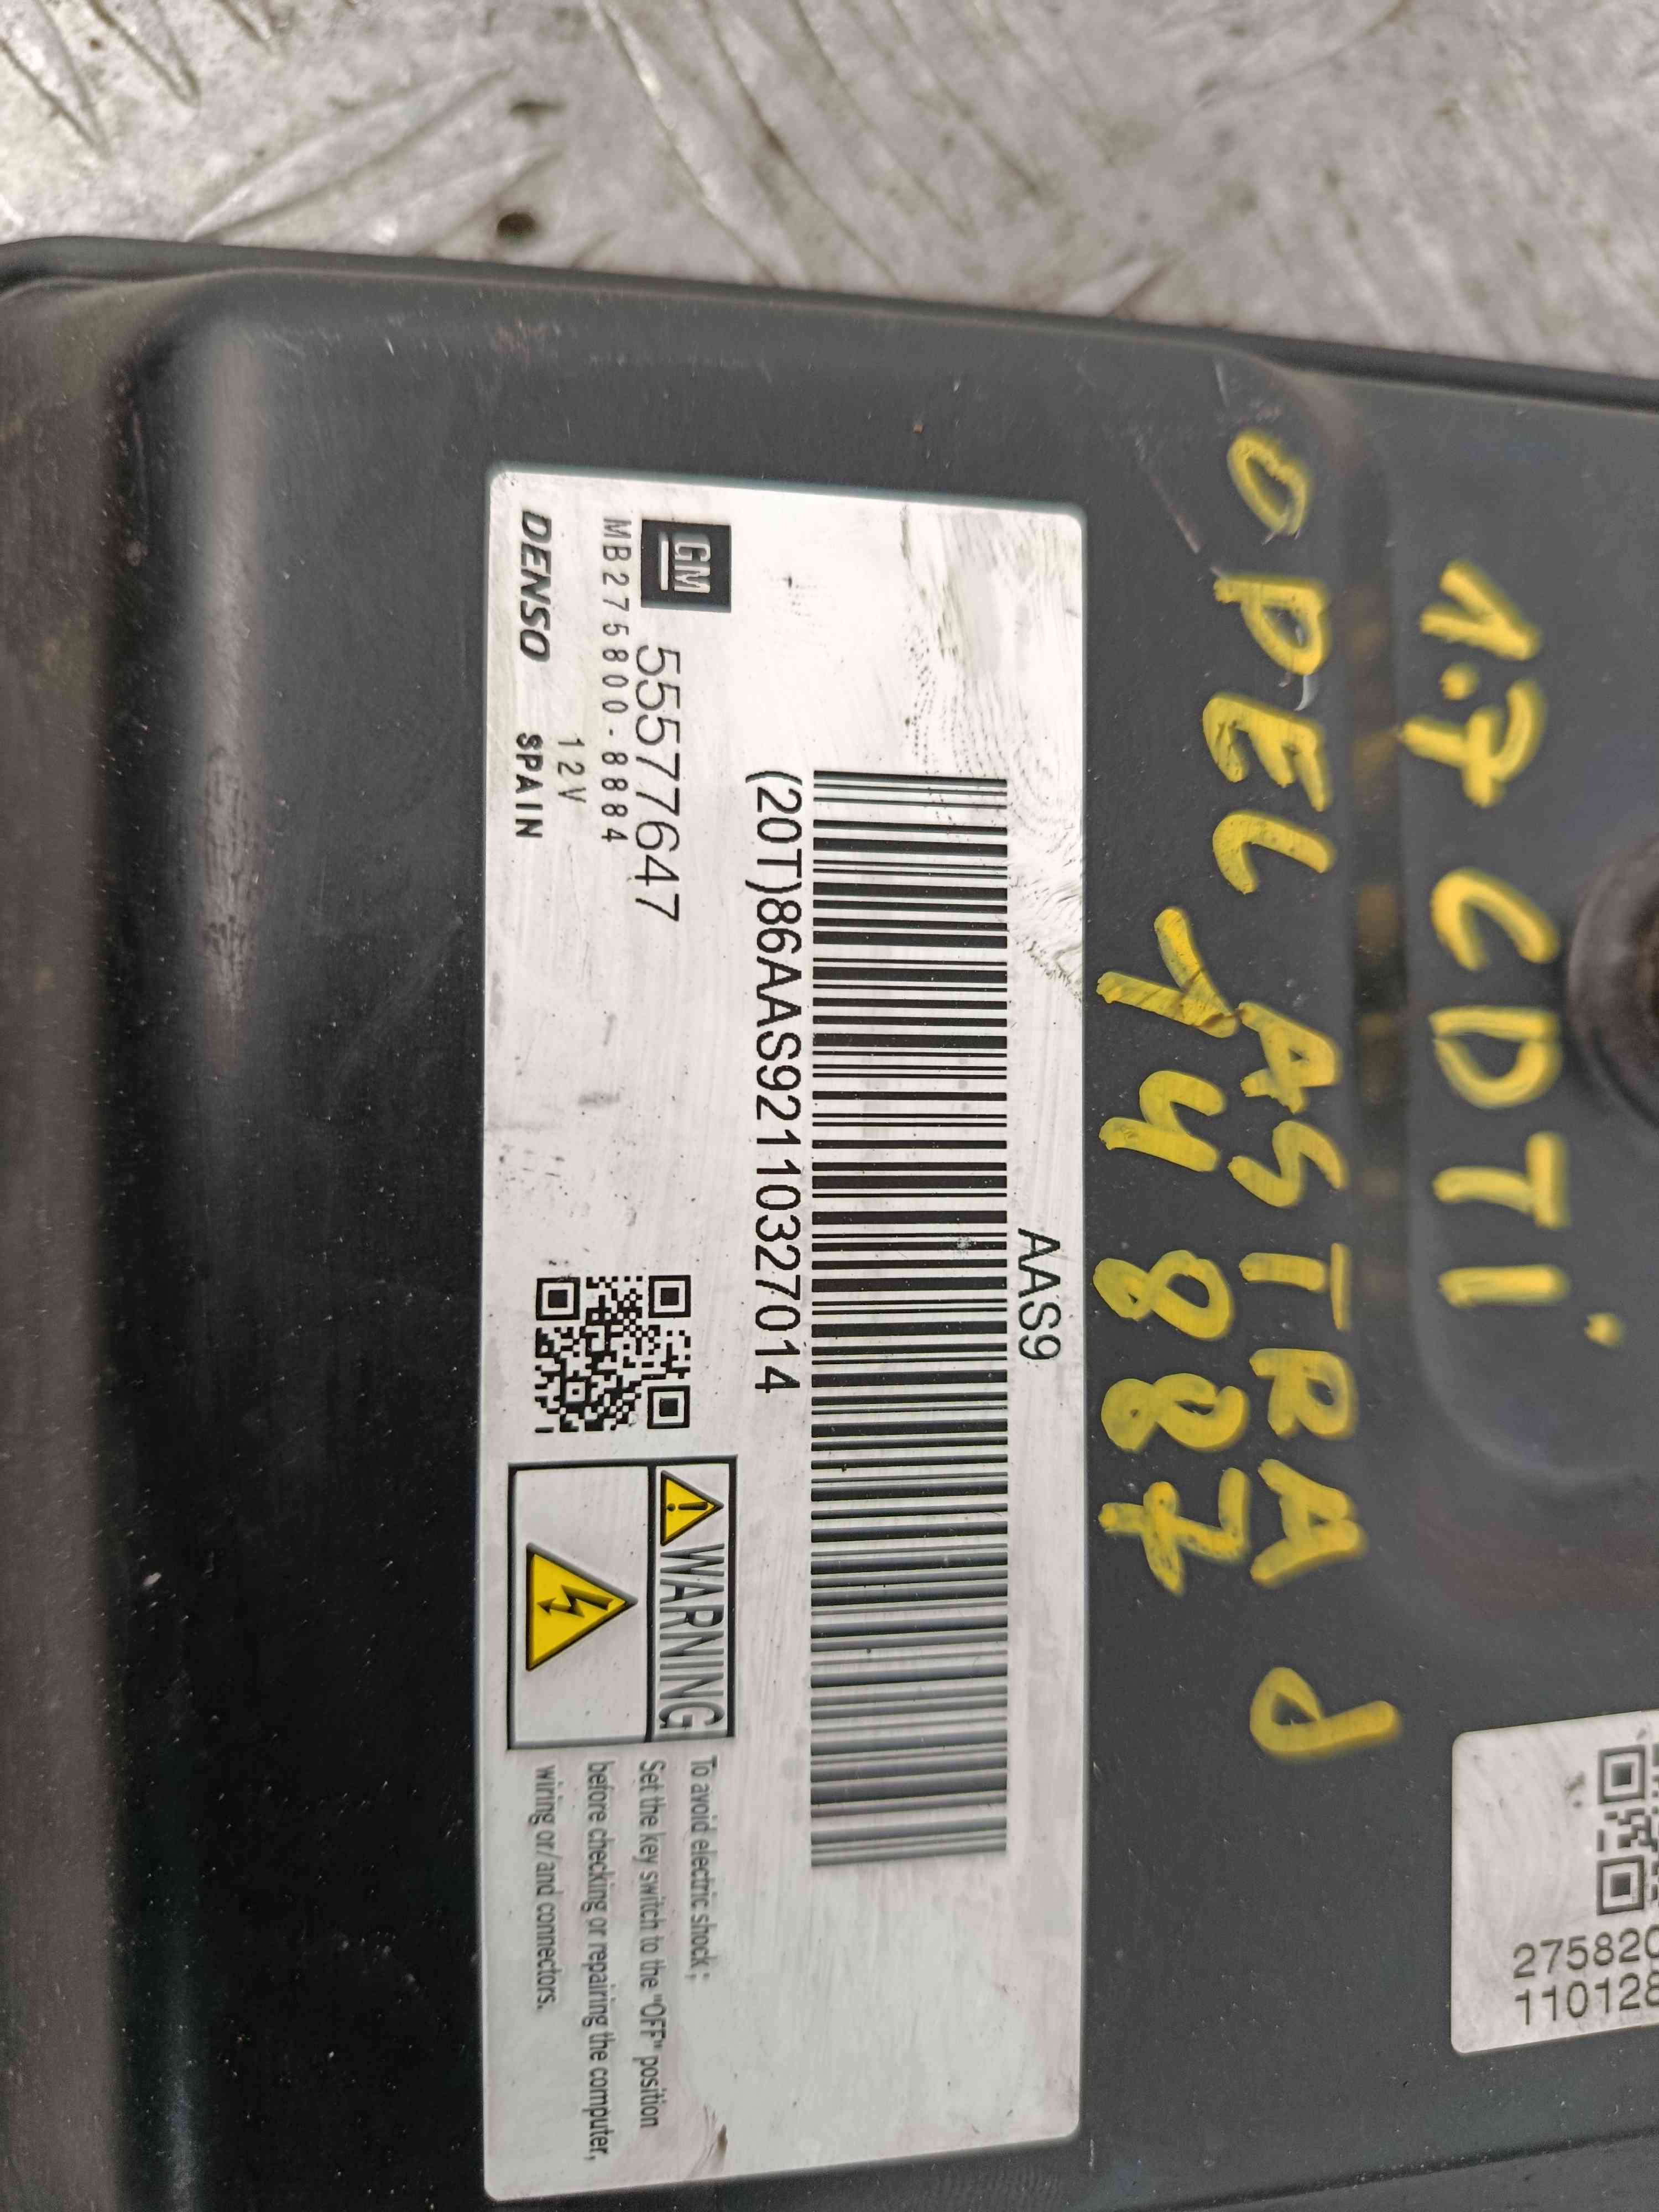 1.7 CDTI
OPEL ASTRA J
14887
AAS9
(20T)86AAS92110327014
GM 55577647
MB275800-8884
12V
DENSO SPAIN
WARNING
To avoid electric shock ;
Set the key switch to the "OFF" position
before checking or repairing the computer,
wiring or/and connectors.
275820
110128